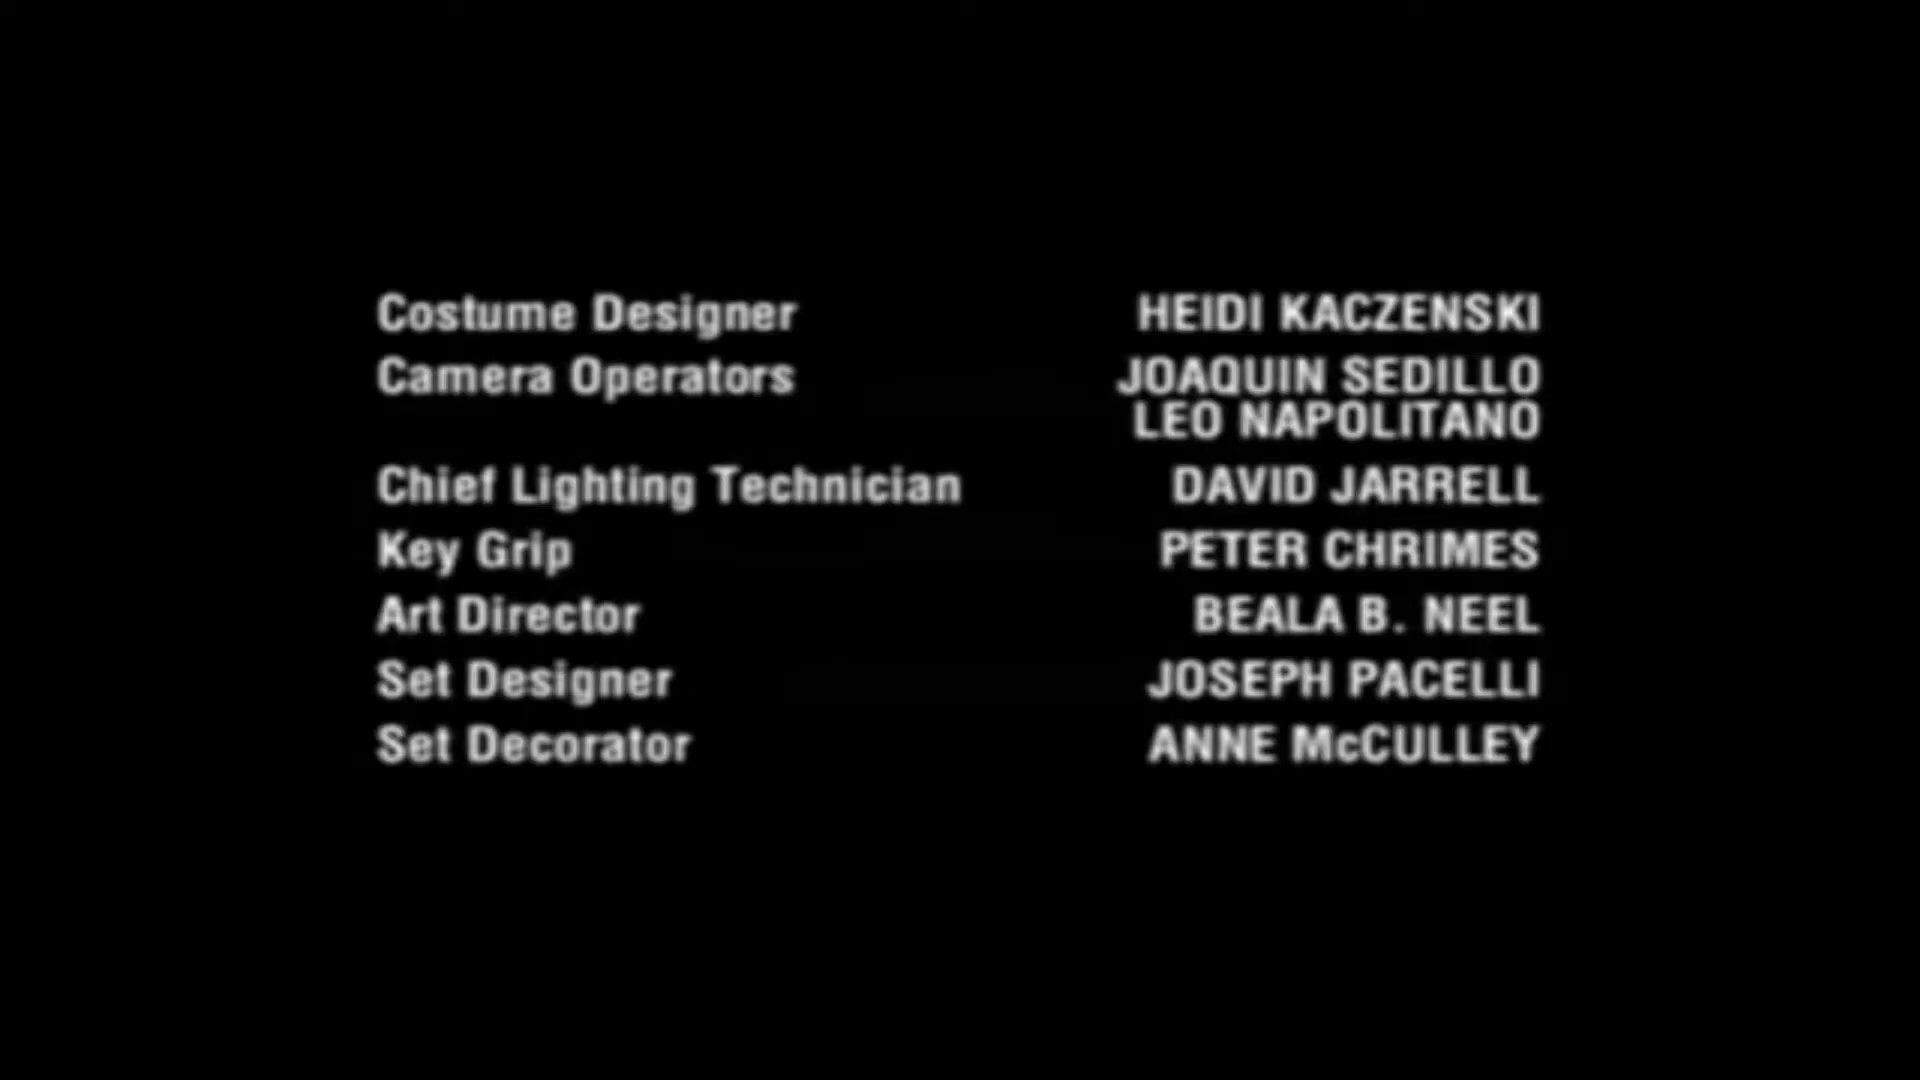 Costume Designer HEIDI KACZENSKI
Camera Operators JOAQUIN SEDILLO
LEO NAPOLITANO
Chief Lighting Technician DAVID JARRELL
Key Grip PETER CHRIMES
Art Director BEALA B. NEEL
Set Designer JOSEPH PACELLI
Set Decorator ANNE McCULLEY